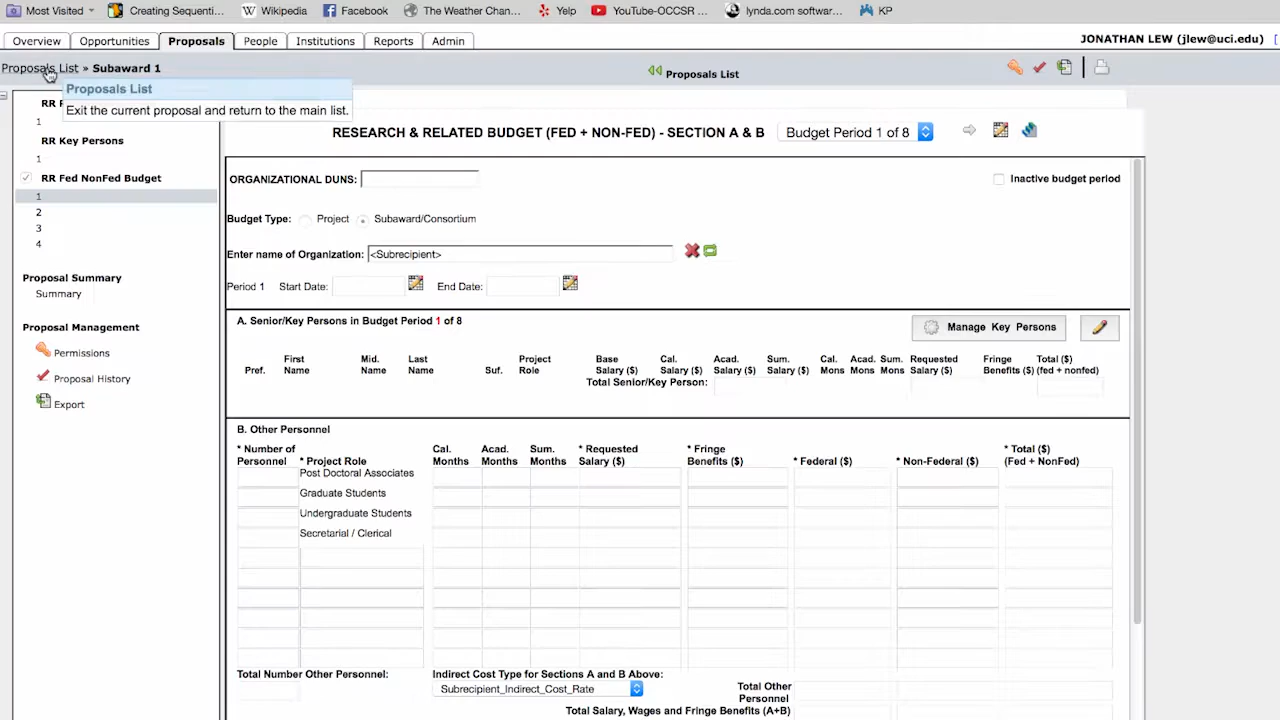 Most Visited Creating Sequenti... Wikipedia Facebook The Weather Chan... Yelp YouTube-OCCSR ... lynda.com softwar... KP
Overview Opportunities Proposals People Institutions Reports Admin
JONATHAN LEW (jlew@uci.edu) [
Proposals List » Subaward 1
Proposals List
Proposals List
Exit the current proposal and return to the main list.
RR
1
RR Key Persons
1
RR Fed NonFed Budget
1
2
3
4
Proposal Summary
Summary
Proposal Management
Permissions
Proposal History
Export
RESEARCH & RELATED BUDGET (FED + NON-FED) - SECTION A & B Budget Period 1 of 8
ORGANIZATIONAL DUNS:
Inactive budget period
Budget Type: Project Subaward/Consortium
Enter name of Organization: <Subrecipient>
Period 1 Start Date: End Date:
A. Senior/Key Persons in Budget Period 1 of 8
Manage Key Persons
Pref. First Name Mid. Name Last Name Suf. Project Role Base Salary ($) Cal. Salary ($) Acad. Salary ($) Sum. Salary ($) Cal. Mons Acad. Mons Sum. Mons Requested Salary ($) Fringe Benefits ($) Total ($) (fed + nonfed)
Total Senior/Key Person:
B. Other Personnel
* Number of Personnel * Project Role Cal. Months Acad. Months Sum. Months * Requested Salary ($) * Fringe Benefits ($) * Federal ($) * Non-Federal ($) * Total ($) (Fed + NonFed)
Post Doctoral Associates
Graduate Students
Undergraduate Students
Secretarial / Clerical
Total Number Other Personnel:
Indirect Cost Type for Sections A and B Above:
Subrecipient_Indirect_Cost_Rate
Total Other Personnel
Total Salary, Wages and Fringe Benefits (A+B)